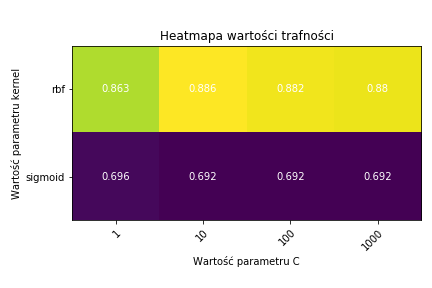 Heatmapa wartości trafności
Wartość parametru kernel
rbf
0.863 0.886 0.882 0.88
sigmoid
0.696 0.692 0.692 0.692
1 10 100 1000
Wartość parametru C